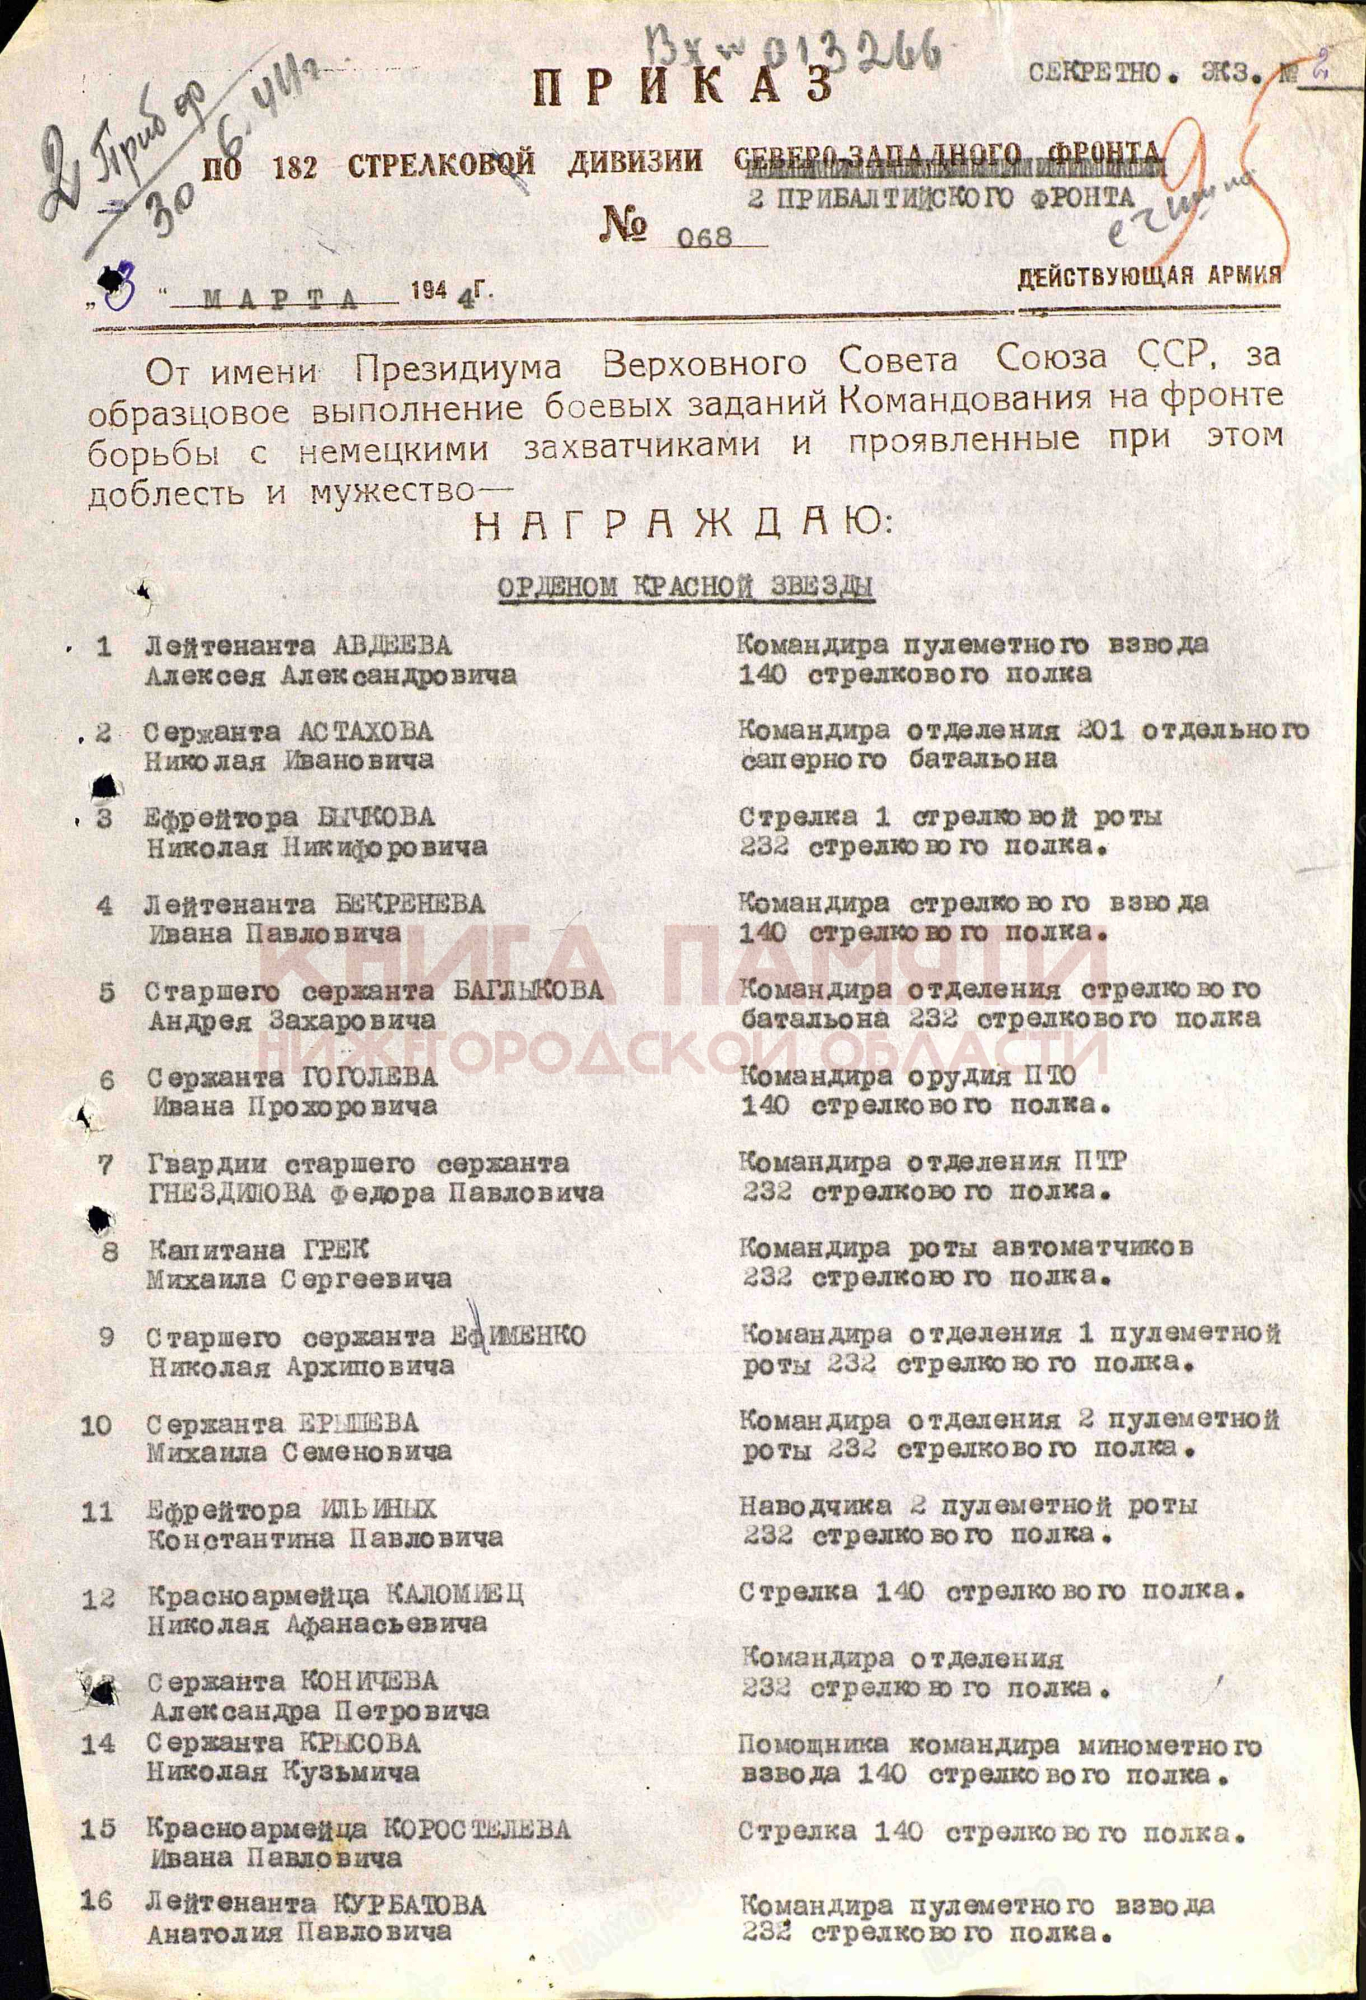 Вх № 013266
СЕКРЕТНО. ЭКЗ. № 2
ПРИКАЗ
2 Приб ф
30 6.44г
ПО 182 СТРЕЛКОВОЙ ДИВИЗИИ СЕВЕРО-ЗАПАДНОГО ФРОНТА
2 ПРИБАЛТИЙСКОГО ФРОНТА
№ 068
95
„3“ МАРТА 1944г.
ДЕЙСТВУЮЩАЯ АРМИЯ
От имени Президиума Верховного Совета Союза ССР, за
образцовое выполнение боевых заданий Командования на фронте
борьбы с немецкими захватчиками и проявленные при этом
доблесть и мужество—
НАГРАЖДАЮ:
ОРДЕНОМ КРАСНОЙ ЗВЕЗДЫ
1 Лейтенанта АВДЕЕВА Командира пулеметного взвода
Алексея Александровича 140 стрелкового полка
2 Сержанта АСТАХОВА Командира отделения 201 отдельного
Николая Ивановича саперного батальона
3 Ефрейтора БЫЧКОВА Стрелка 1 стрелковой роты
Николая Никифоровича 232 стрелкового полка.
4 Лейтенанта БЕКРЕНЕВА Командира стрелкового взвода
Ивана Павловича 140 стрелкового полка.
КНИГА ПАМЯТИ
5 Старшего сержанта БАГЛЫКОВА Командира отделения стрелкового
Андрея Захаровича батальона 232 стрелкового полка
НИЖЕГОРОДСКОЙ ОБЛАСТИ
6 Сержанта ГОГОЛЕВА Командира орудия ПТО
Ивана Прохоровича 140 стрелкового полка.
7 Гвардии старшего сержанта Командира отделения ПТР
ГНЕЗДИЛОВА Федора Павловича 232 стрелкового полка.
8 Капитана ГРЕК Командира роты автоматчиков
Михаила Сергеевича 232 стрелкового полка.
9 Старшего сержанта ЕФИМЕНКО Командира отделения 1 пулеметной
Николая Архиповича роты 232 стрелкового полка.
10 Сержанта ЕРЫШЕВА Командира отделения 2 пулеметной
Михаила Семеновича роты 232 стрелкового полка.
11 Ефрейтора ИЛЬИНЫХ Наводчика 2 пулеметной роты
Константина Павловича 232 стрелкового полка.
12 Красноармейца КАЛОМИЕЦ Стрелка 140 стрелкового полка.
Николая Афанасьевича
Командира отделения
Сержанта КОНИЧЕВА 232 стрелкового полка.
Александра Петровича
14 Сержанта КРЫСОВА Помощника командира минометного
Николая Кузьмича взвода 140 стрелкового полка.
15 Красноармейца КОРОСТЕЛЕВА Стрелка 140 стрелкового полка.
Ивана Павловича
16 Лейтенанта КУРБАТОВА Командира пулеметного взвода
Анатолия Павловича 232 стрелкового полка.